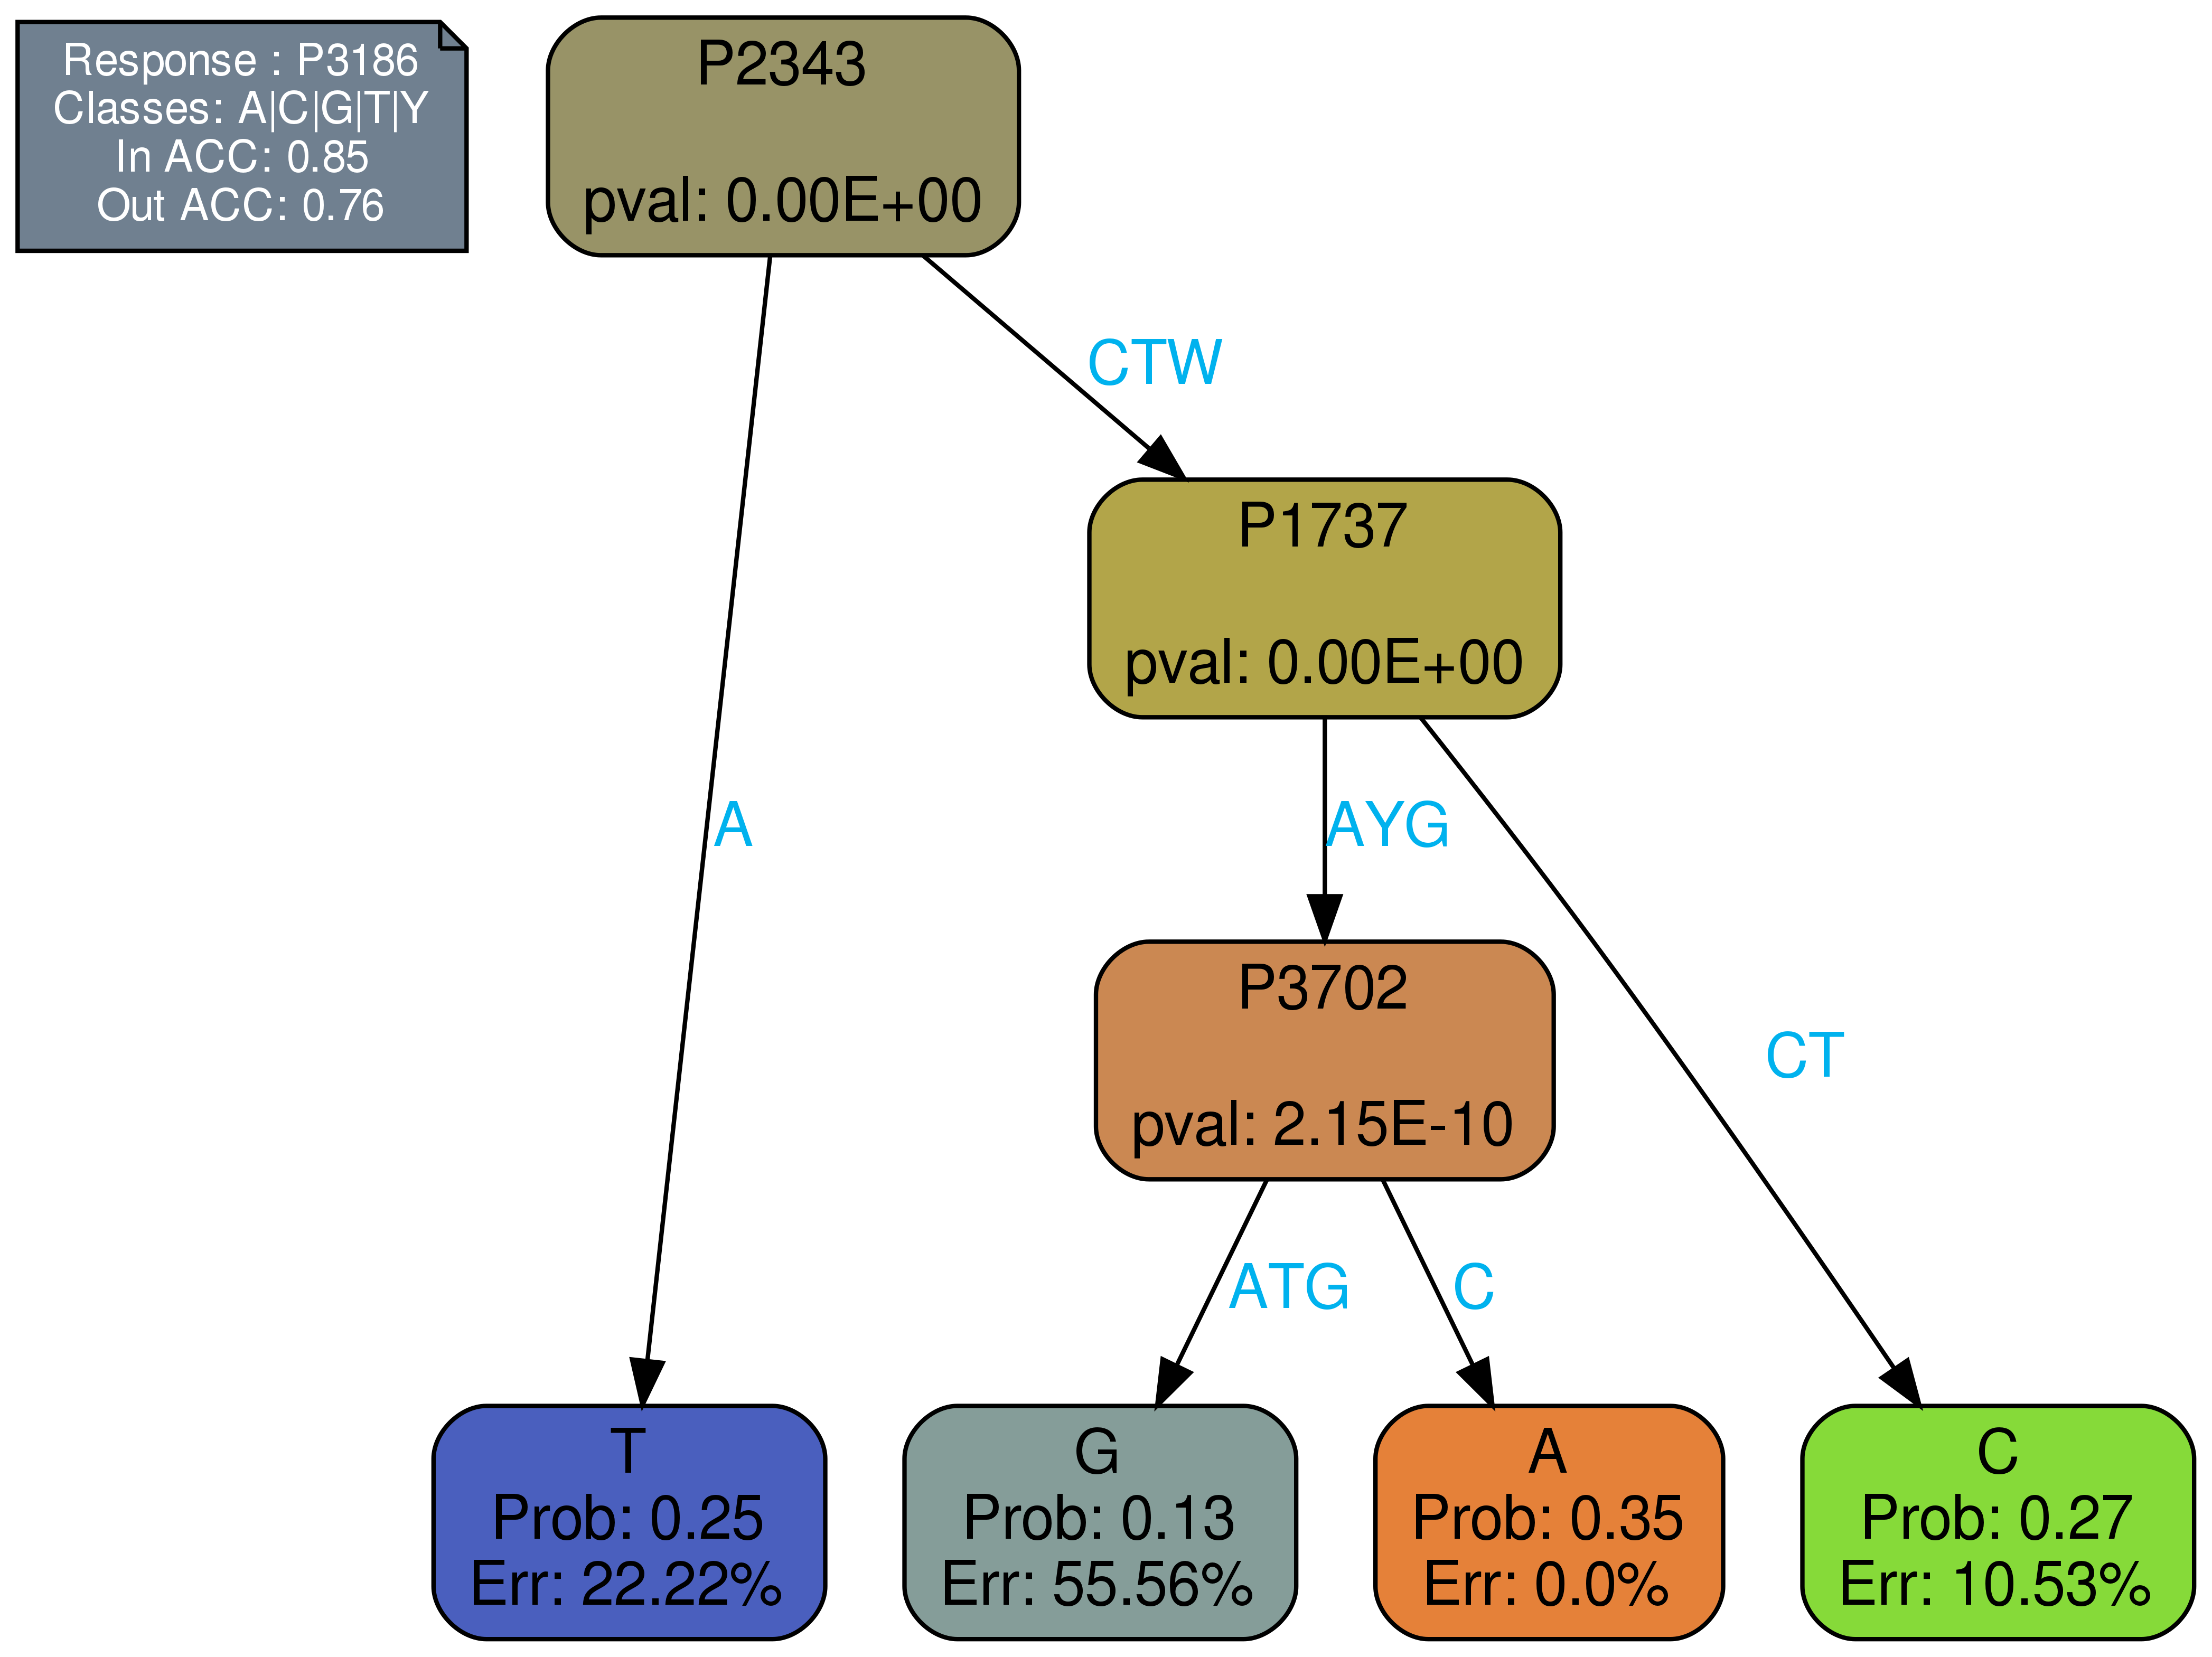 Response : P3186
Classes: A|C|G|T|Y
In ACC: 0.85
Out ACC: 0.76
P2343
pval: 0.00E+00
CTW
P1737
pval: 0.00E+00
A
AYG
P3702
pval: 2.15E-10
CT
ATG
C
T
Prob: 0.25
Err: 22.22%
G
Prob: 0.13
Err: 55.56%
A
Prob: 0.35
Err: 0.0%
C
Prob: 0.27
Err: 10.53%